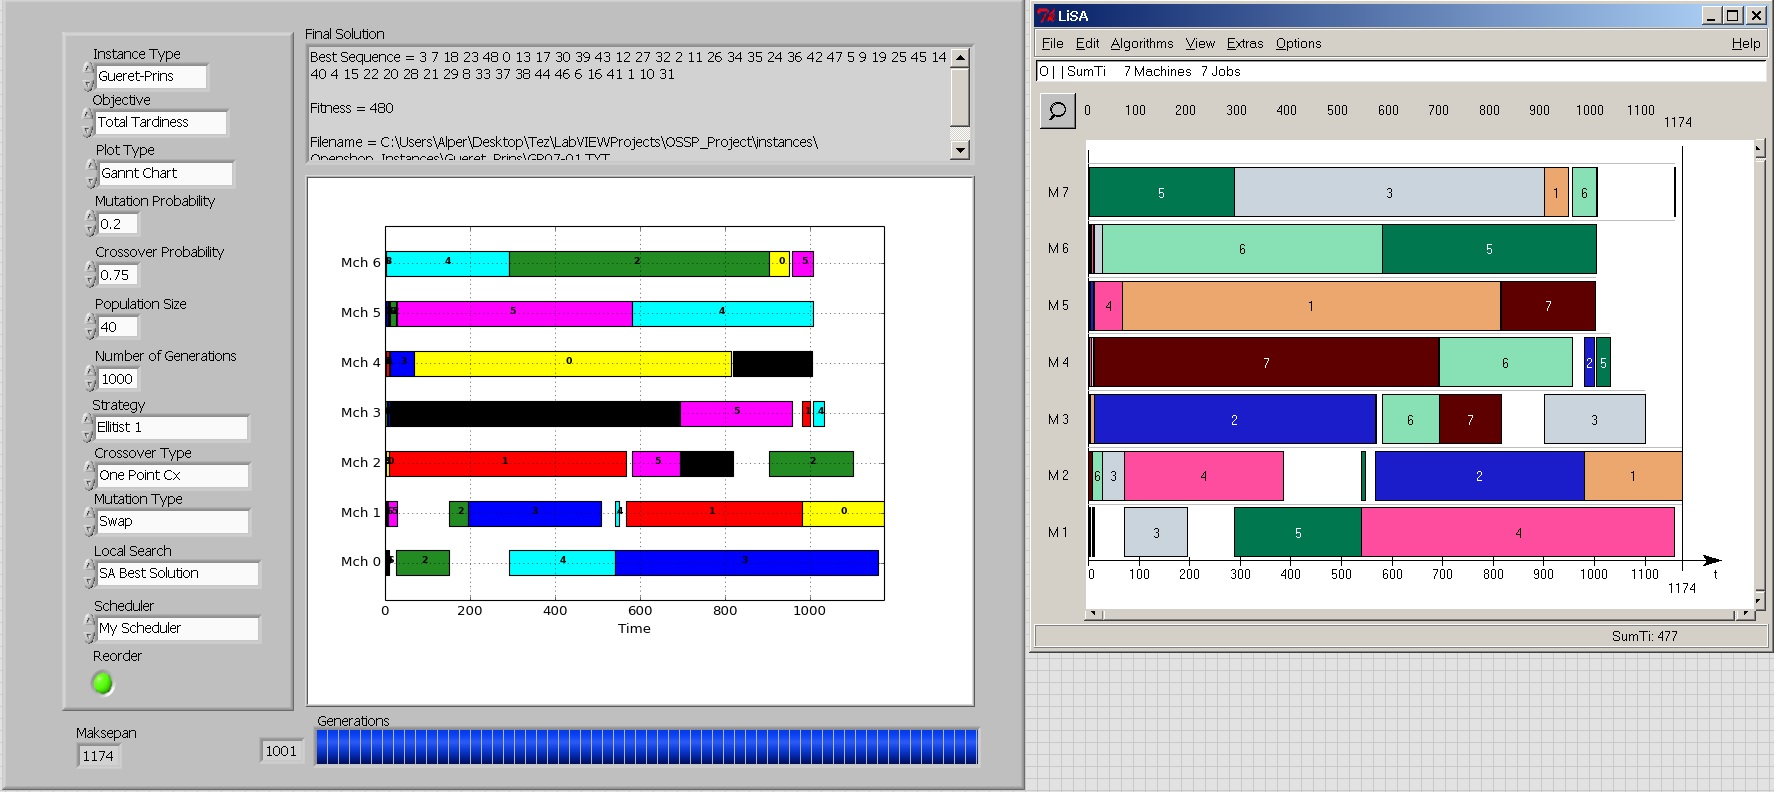 Instance Type
Gueret-Prins
Objective
Total Tardiness
Plot Type
Gannt Chart
Mutation Probability
0.2
Crossover Probability
0.75
Population Size
40
Number of Generations
1000
Strategy
Ellitist 1
Crossover Type
One Point Cx
Mutation Type
Swap
Local Search
SA Best Solution
Scheduler
My Scheduler
Reorder
Maksepan
1174
1001
Final Solution
Best Sequence = 3 7 18 23 48 0 13 17 30 39 43 12 27 32 2 11 26 34 35 24 36 42 47 5 9 19 25 45 14
40 4 15 22 20 28 21 29 8 33 37 38 44 46 6 16 41 1 10 31
Fitness = 480
Filename = C:\Users\Alper\Desktop\Tez\LabVIEWProjects\OSSP_Project\instances\
Openshop_Instances\Gueret_Prins\GP07-01.TXT
Mch 6 4 2 0 5
Mch 5 5 4
Mch 4 0
Mch 3 5 1 4
Mch 2 1 5 2
Mch 1 2 3 4 1 0
Mch 0 2 4 3
0 200 400 600 800 1000
Time
Generations
LiSA
File Edit Algorithms View Extras Options Help
O | | SumTi 7 Machines 7 Jobs
0 100 200 300 400 500 600 700 800 900 1000 1100
1174
M 7 5 3 1 6
M 6 6 5
M 5 4 1 7
M 4 7 6 2 5
M 3 2 6 7 3
M 2 6 3 4 2 1
M 1 3 5 4
0 100 200 300 400 500 600 700 800 900 1000 1100 t
1174
SumTi: 477